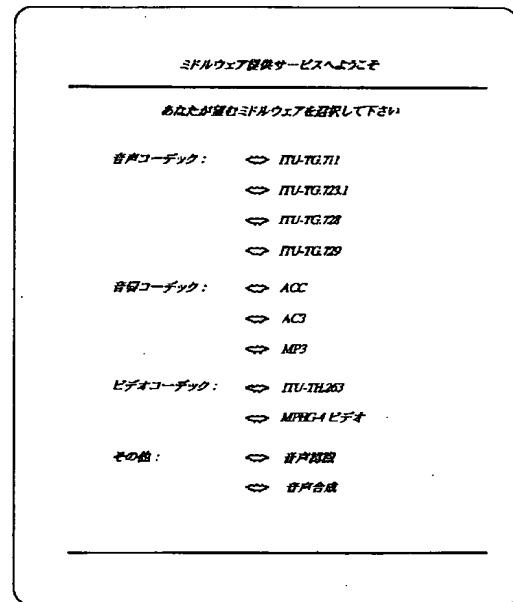 ミドルウェア提供サービスへようこそ
あなたが望むミドルウェアを選択して下さい
音声コーデック： ITU-TG.711
ITU-TG.723.1
ITU-TG.728
ITU-TG.729
音響コーデック： ACC
AC3
MP3
ビデオコーデック： ITU-TH.263
MPEG-4 ビデオ
その他： 音声認識
音声合成